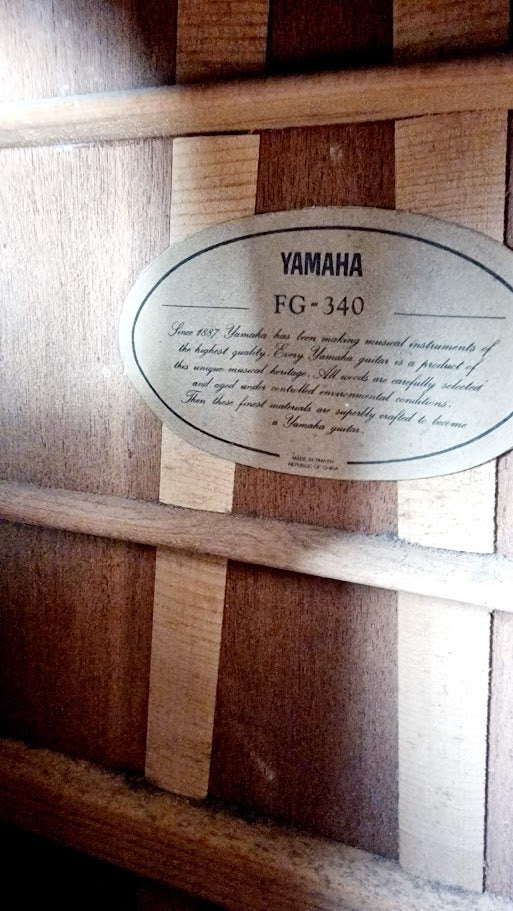 YAMAHA
FG-340
Since 1887 Yamaha has been making musical instruments of
the highest quality. Every Yamaha guitar is a product of
this unique musical heritage. All woods are carefully selected
and aged under controlled environmental conditions.
Then these finest materials are superbly crafted to become
a Yamaha guitar.
MADE IN TAIWAN
REPUBLIC OF CHINA